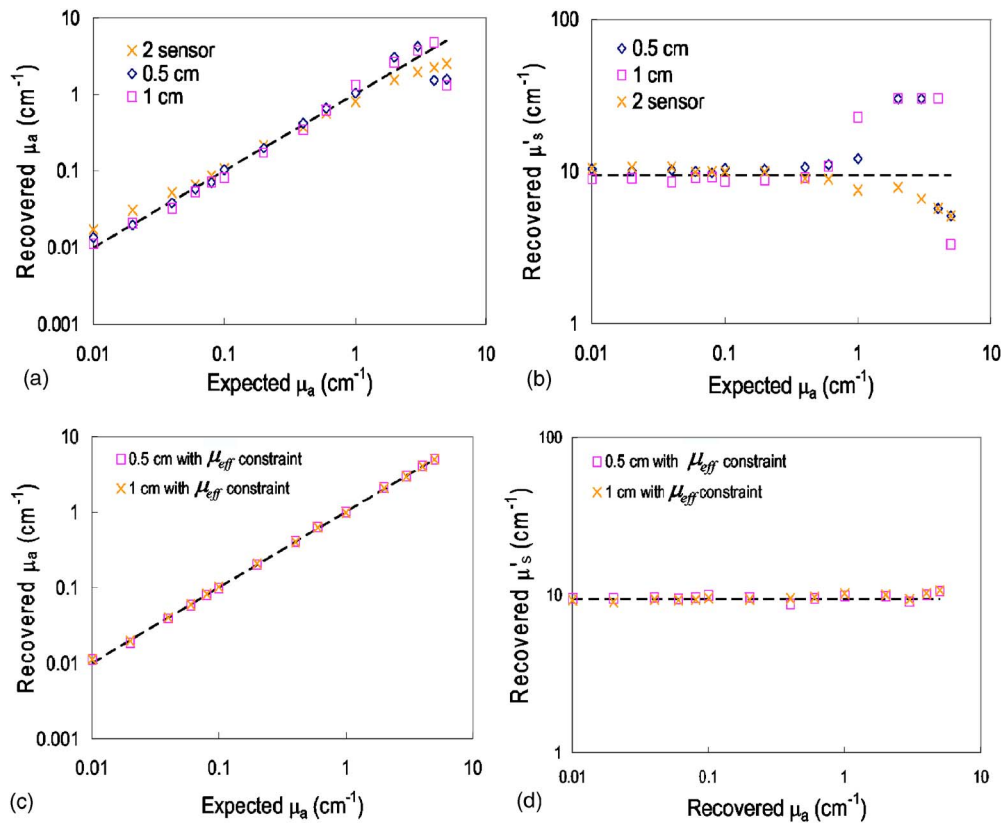 10
1
0.1
0.01
0.001
Recovered μa (cm-1)
2 sensor
0.5 cm
1 cm
0.01
0.1
1
10
(a)
Expected μa (cm-1)
100
10
1
Recovered μ's (cm-1)
0.5 cm
1 cm
2 sensor
0.01
0.1
1
10
(b)
Expected μa (cm-1)
10
1
0.1
0.01
0.001
Recovered μa (cm-1)
0.5 cm with μeff constraint
1 cm with μeff constraint
0.01
0.1
1
10
(c)
Expected μa (cm-1)
100
10
1
Recovered μ's (cm-1)
0.5 cm with μeff constraint
1 cm with μeff constraint
0.01
0.1
1
10
(d)
Recovered μa (cm-1)